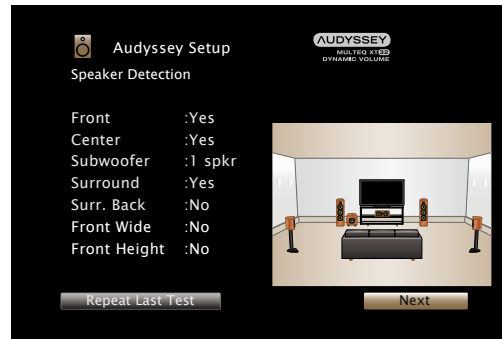 Audyssey Setup
AUDYSSEY
MULTEQ XT32
DYNAMIC VOLUME
Speaker Detection
Front :Yes
Center :Yes
Subwoofer :1 spkr
Surround :Yes
Surr. Back :No
Front Wide :No
Front Height :No
Repeat Last Test
Next